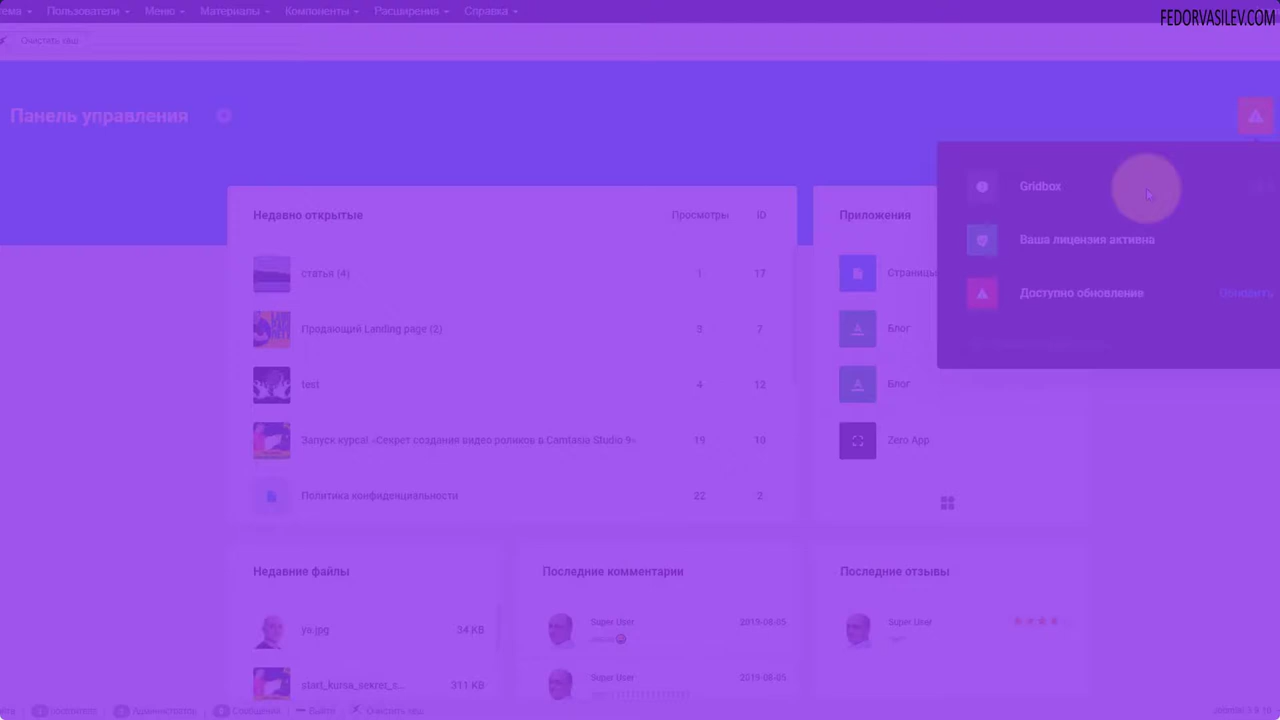 FEDORVASILEV.COM
тема Пользователи Меню Материалы Компоненты Расширения Справка
Очистить кэш
Панель управления
Gridbox
Ваша лицензия активна
Доступно обновление Обновить
Недавно открытые Просмотры ID
статья (4) 1 17
Продающий Landing page (2) 3 7
test 4 12
Запуск курса! «Секрет создания видео роликов в Camtasia Studio 9» 19 10
Политика конфиденциальности 22 2
Приложения
Страницы
Блог
Блог
Zero App
Недавние файлы
ya.jpg 34 KB
start_kursa_sekret_s... 311 KB
Последние комментарии
Super User 2019-08-05
Super User 2019-08-05
Последние отзывы
Super User
Администратор Сообщений Выйти Очистить кэш